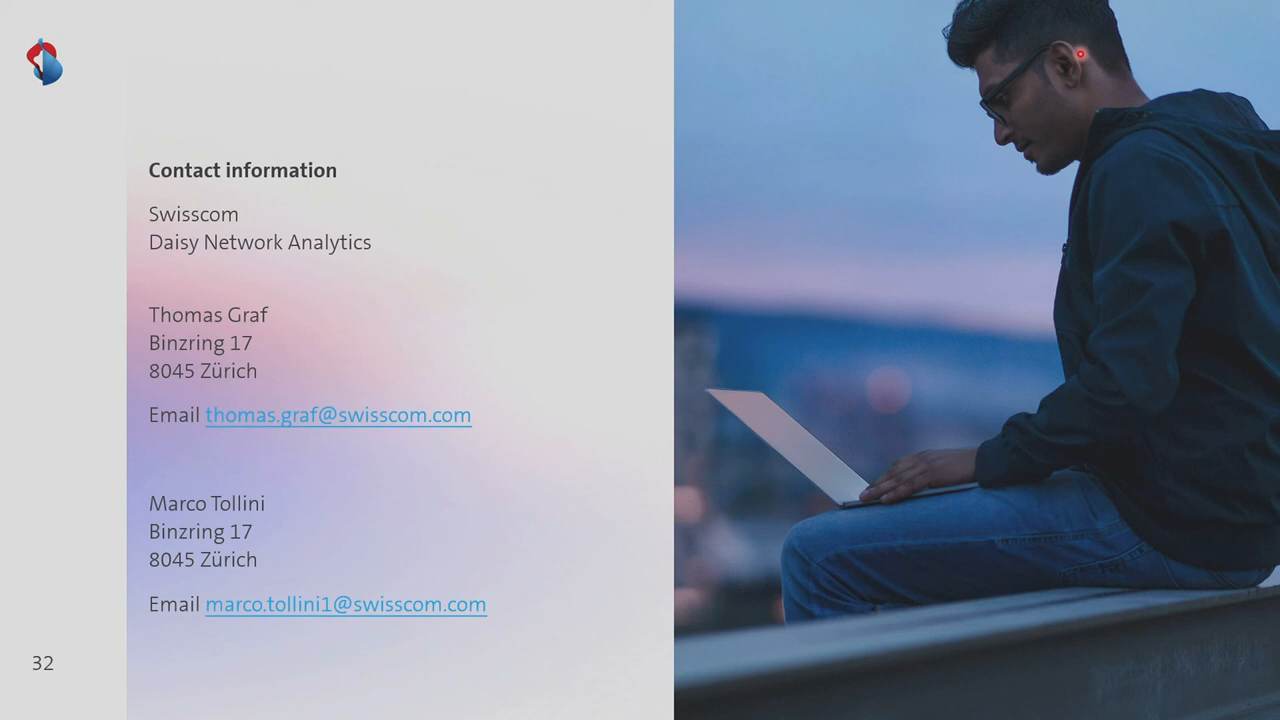 Contact information
Swisscom
Daisy Network Analytics
Thomas Graf
Binzring 17
8045 Zürich
Email thomas.graf@swisscom.com
Marco Tollini
Binzring 17
8045 Zürich
Email marco.tollini1@swisscom.com
32